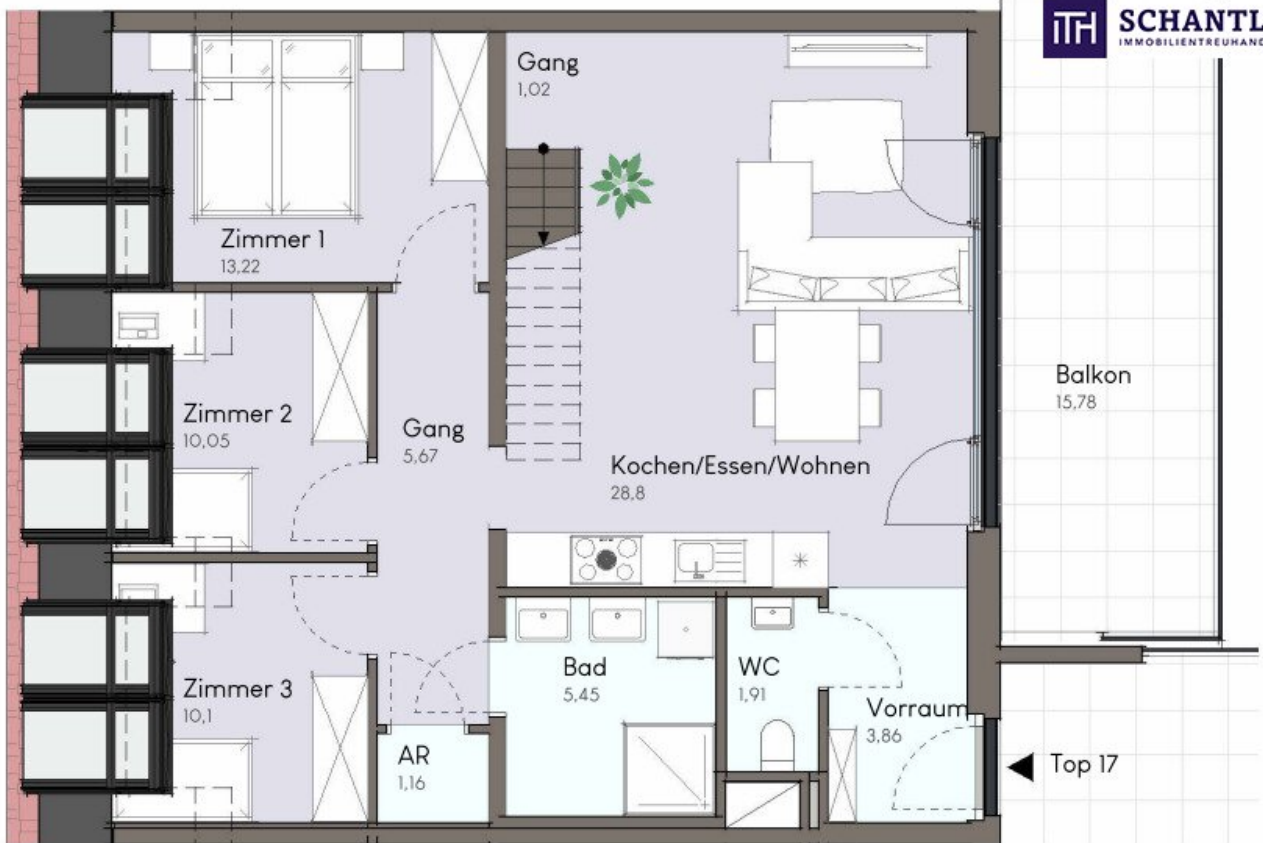 iTH SCHANTL
IMMOBILIENTREUHAND
Gang
1,02
Zimmer 1
13,22
Balkon
15,78
Zimmer 2
10,05
Gang
5,67
Kochen/Essen/Wohnen
28,8
Zimmer 3
10,1
Bad
5,45
WC
1,91
Vorraum
3,86
AR
1,16
Top 17